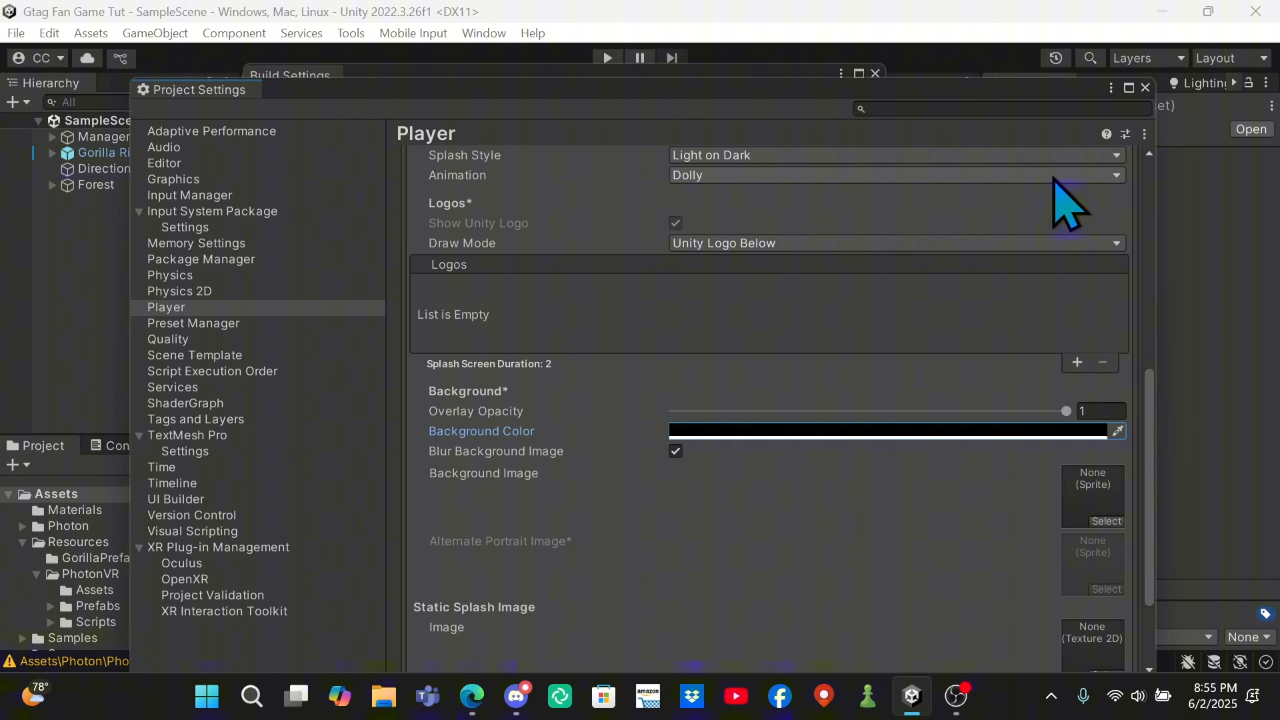 Gtag Fan Game Tut - SampleScene - Windows, Mac, Linux - Unity 2022.3.26f1 <DX11>
File Edit Assets GameObject Component Services Tools Mobile Input Window Help
CC Layers Layout
Build Settings
Hierarchy Lighting
Project Settings
All
SampleSce
Manager
Gorilla Ri
Direction
Forest
Open
Adaptive Performance
Audio
Editor
Graphics
Input Manager
Input System Package
Settings
Memory Settings
Package Manager
Physics
Physics 2D
Player
Preset Manager
Quality
Scene Template
Script Execution Order
Services
ShaderGraph
Tags and Layers
TextMesh Pro
Settings
Time
Timeline
UI Builder
Version Control
Visual Scripting
XR Plug-in Management
Oculus
OpenXR
Project Validation
XR Interaction Toolkit
Player
Splash Style Light on Dark
Animation Dolly
Logos*
Show Unity Logo
Draw Mode Unity Logo Below
Logos
List is Empty
Splash Screen Duration: 2
Background*
Overlay Opacity 1
Background Color
Blur Background Image
Background Image None (Sprite)
Select
Alternate Portrait Image* None (Sprite)
Select
Static Splash Image
Image None (Texture 2D)
Project Con
Assets
Materials
Photon
Resources
GorillaPrefa
PhotonVR
Assets
Prefabs
Scripts
Samples
None
Assets\Photon\Pho
78°
amazon
8:55 PM
6/2/2025